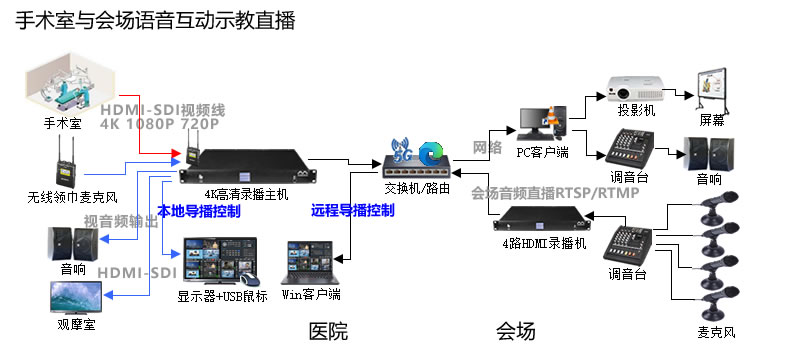 手术室与会场语音互动示教直播
HDMI-SDI视频线
4K 1080P 720P
手术室
无线领巾麦克风
4K高清录播主机
本地导播控制
视音频输出
音响
HDMI-SDI
观摩室
显示器+USB鼠标
远程导播控制
Win客户端
5G
交换机/路由
网络
PC客户端
投影机
屏幕
调音台
音响
会场音频直播RTSP/RTMP
4路HDMI录播机
调音台
麦克风
医院
会场